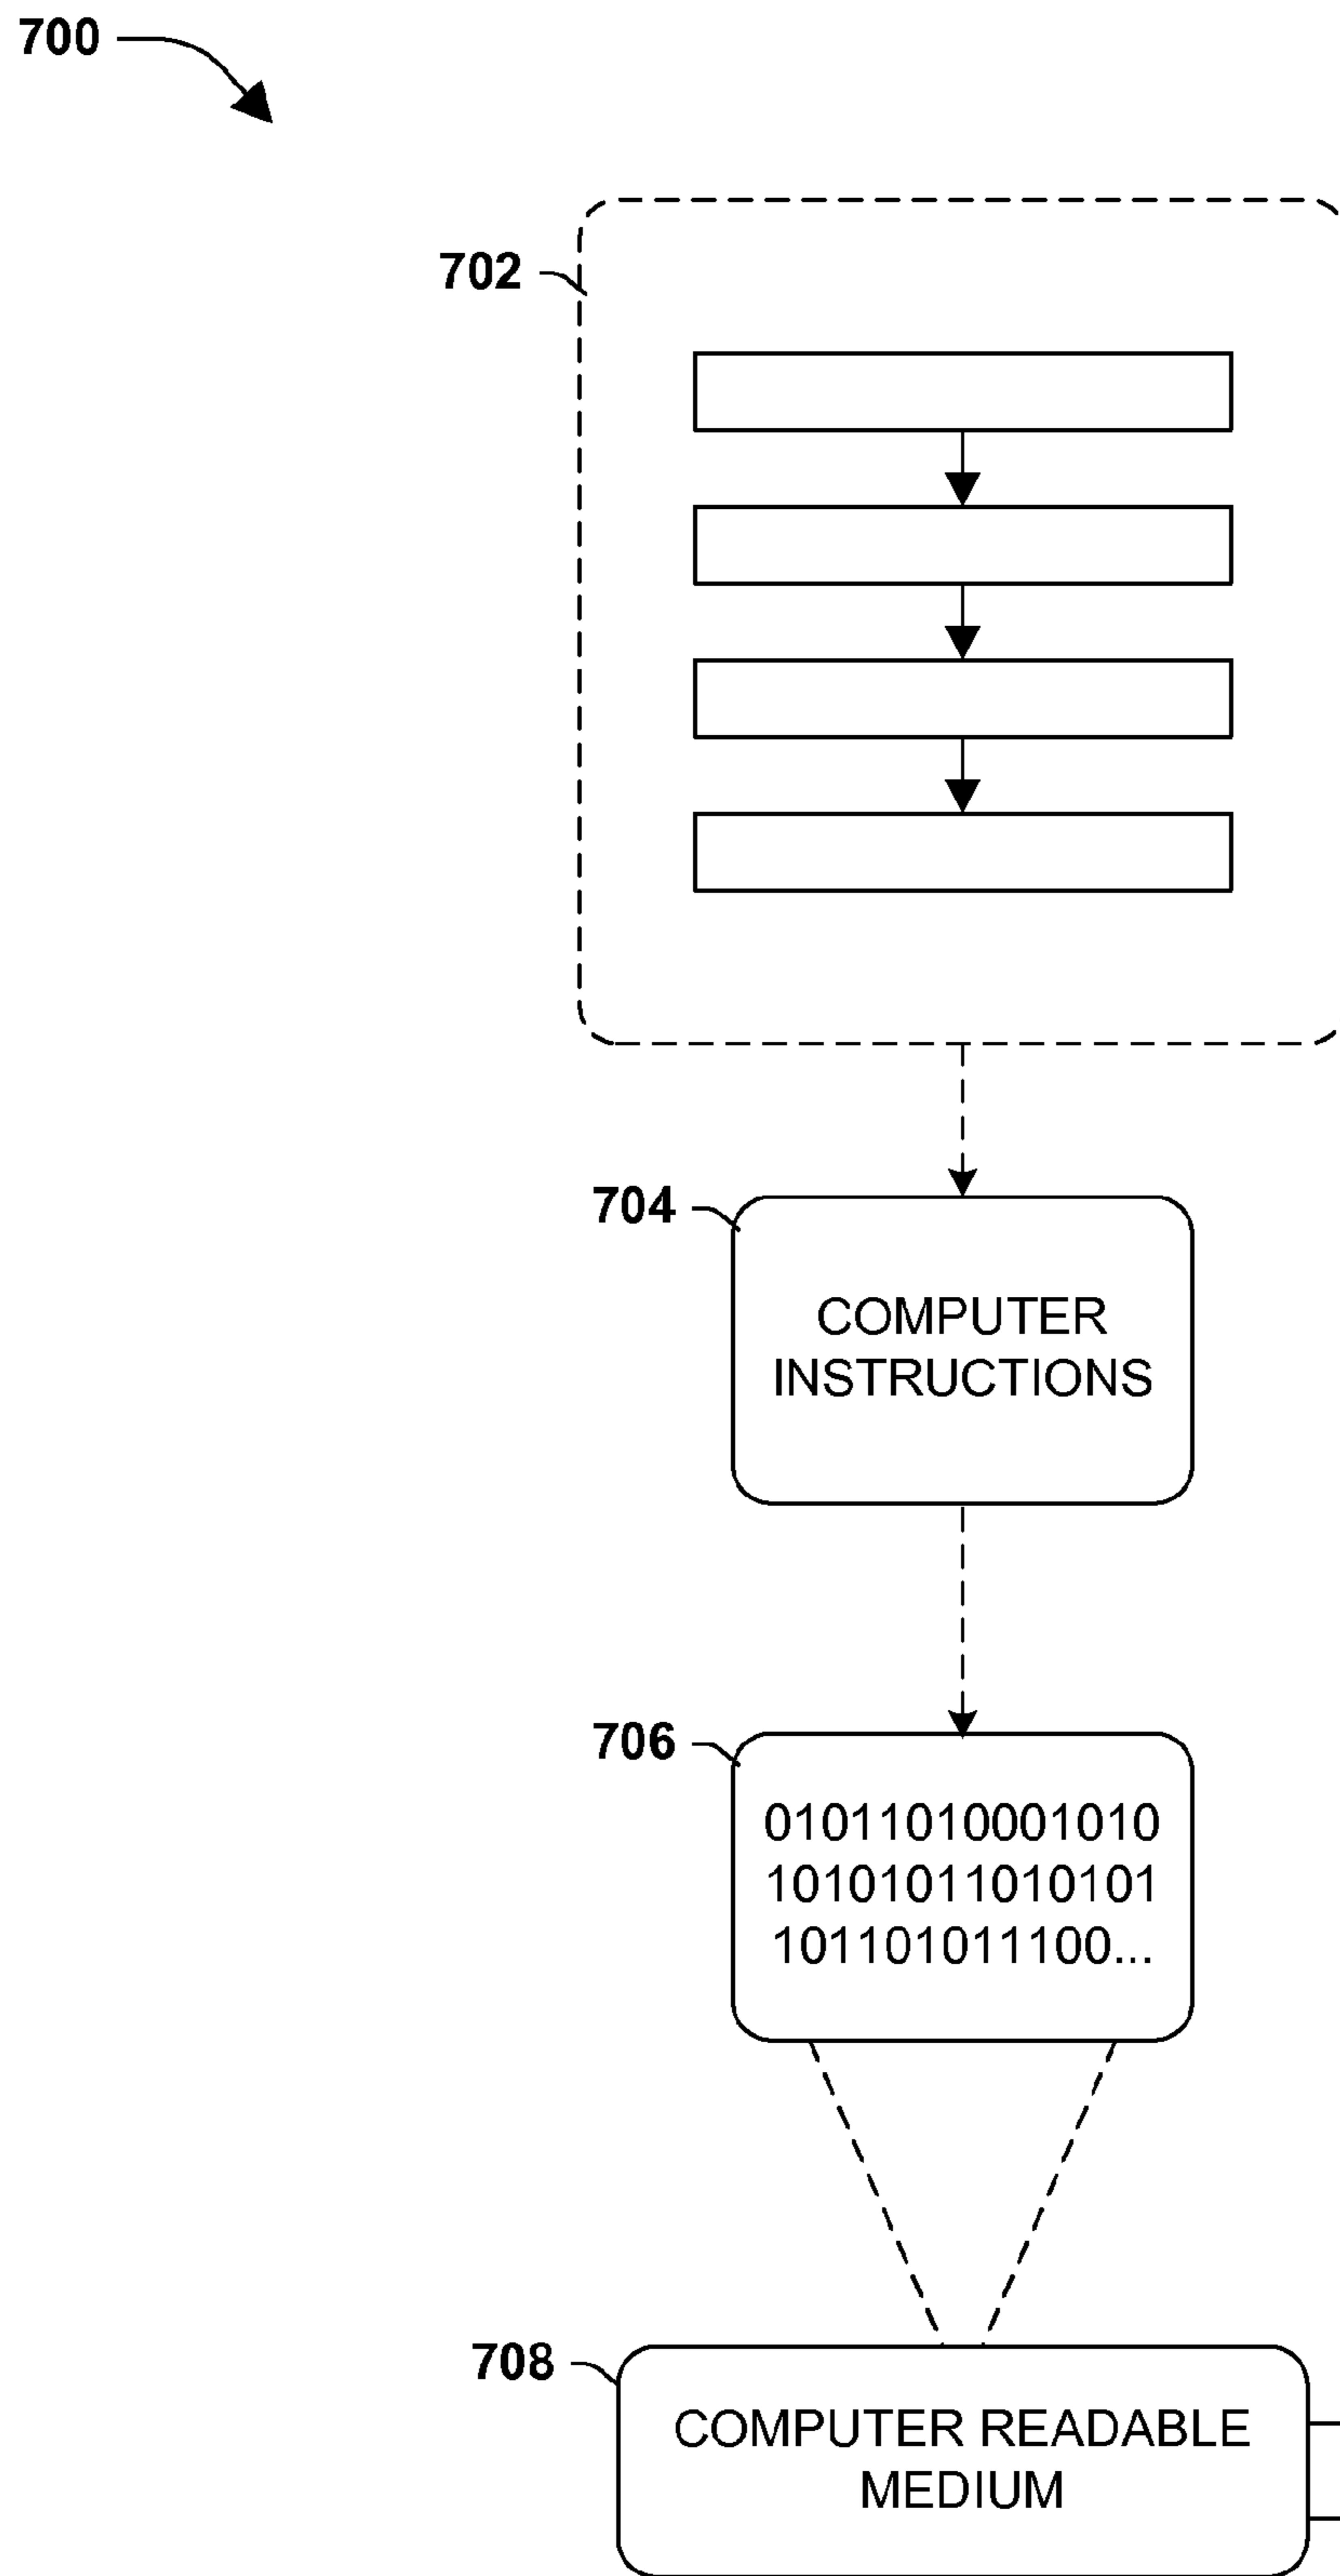 700
702
704
COMPUTER
INSTRUCTIONS
706
01011010001010
10101011010101
101101011100...
708
COMPUTER READABLE
MEDIUM